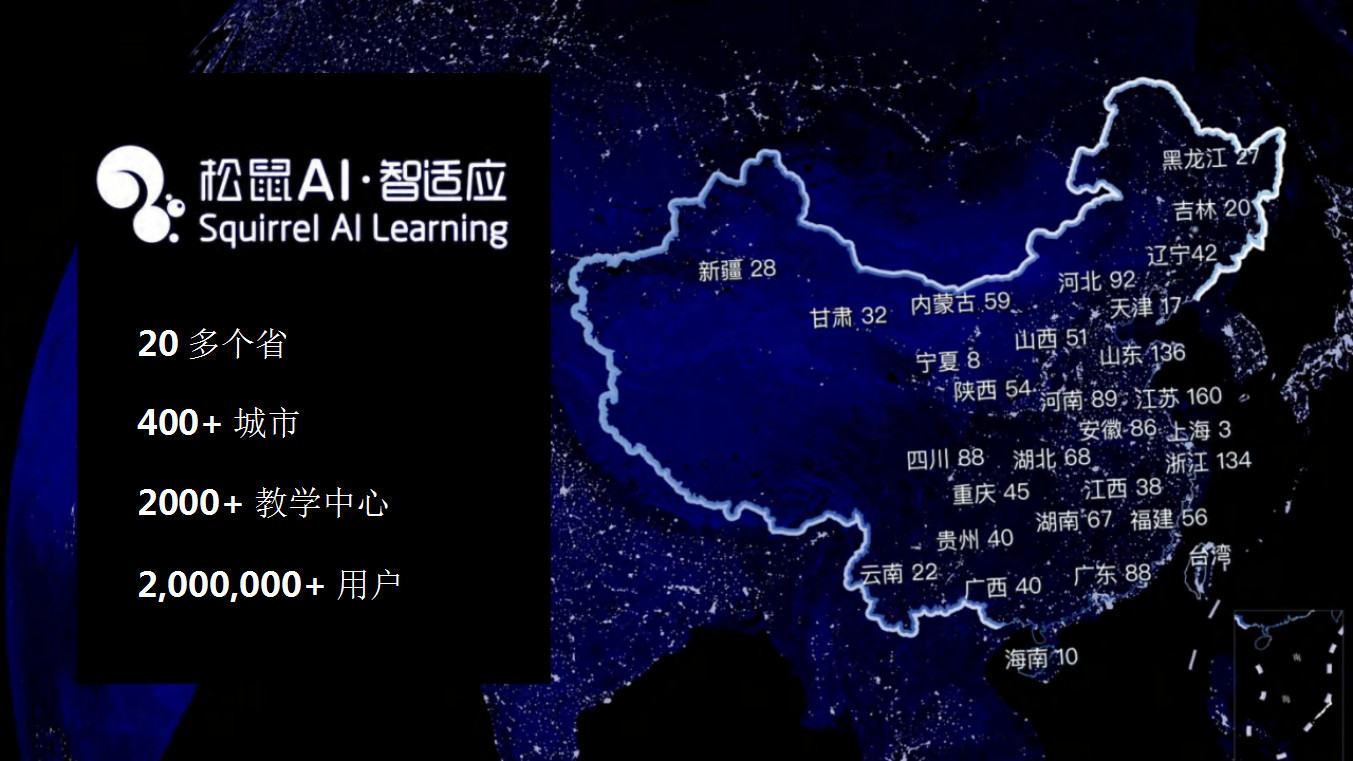 松鼠AI·智适应
Squirrel AI Learning
20 多个省
400+ 城市
2000+ 教学中心
2,000,000+ 用户
黑龙江 27
吉林 20
辽宁42
新疆 28
河北 92
甘肃 32
内蒙古 59
天津 17
山西 51
宁夏 8
山东 136
陕西 54
河南 89
江苏 160
安徽 86
上海 3
四川 88
湖北 68
浙江 134
重庆 45
江西 38
湖南 67
福建 56
贵州 40
台湾
云南 22
广西 40
广东 88
海南 10
南
海